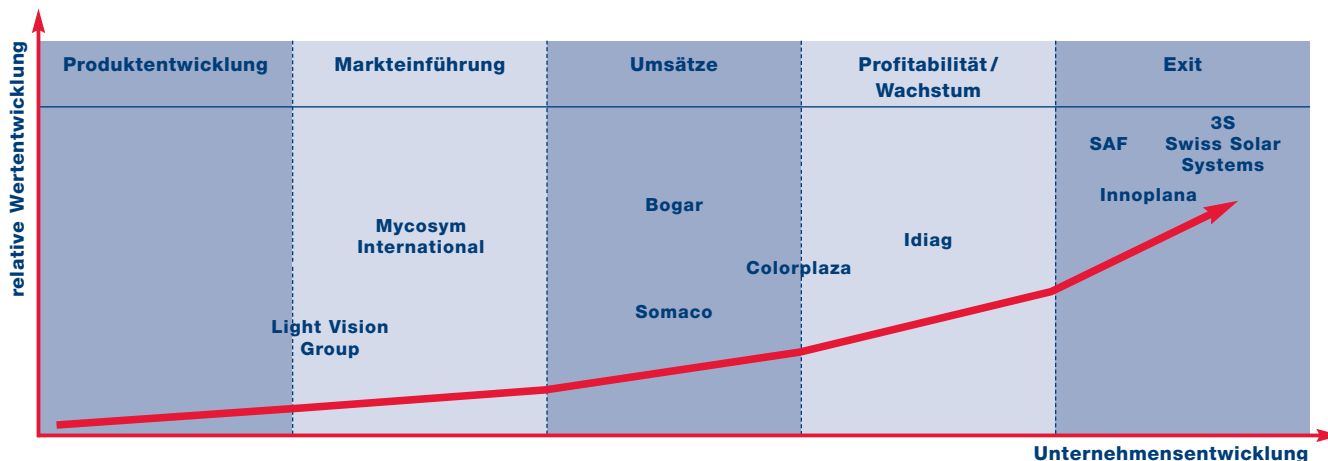 relative Wertentwicklung
Produktentwicklung
Markteinführung
Umsätze
Profitabilität/
Wachstum
Exit
3S
Swiss Solar
Systems
SAF
Innoplana
Bogar
Mycosym
International
Idiag
Colorplaza
Somaco
Light Vision
Group
Unternehmensentwicklung